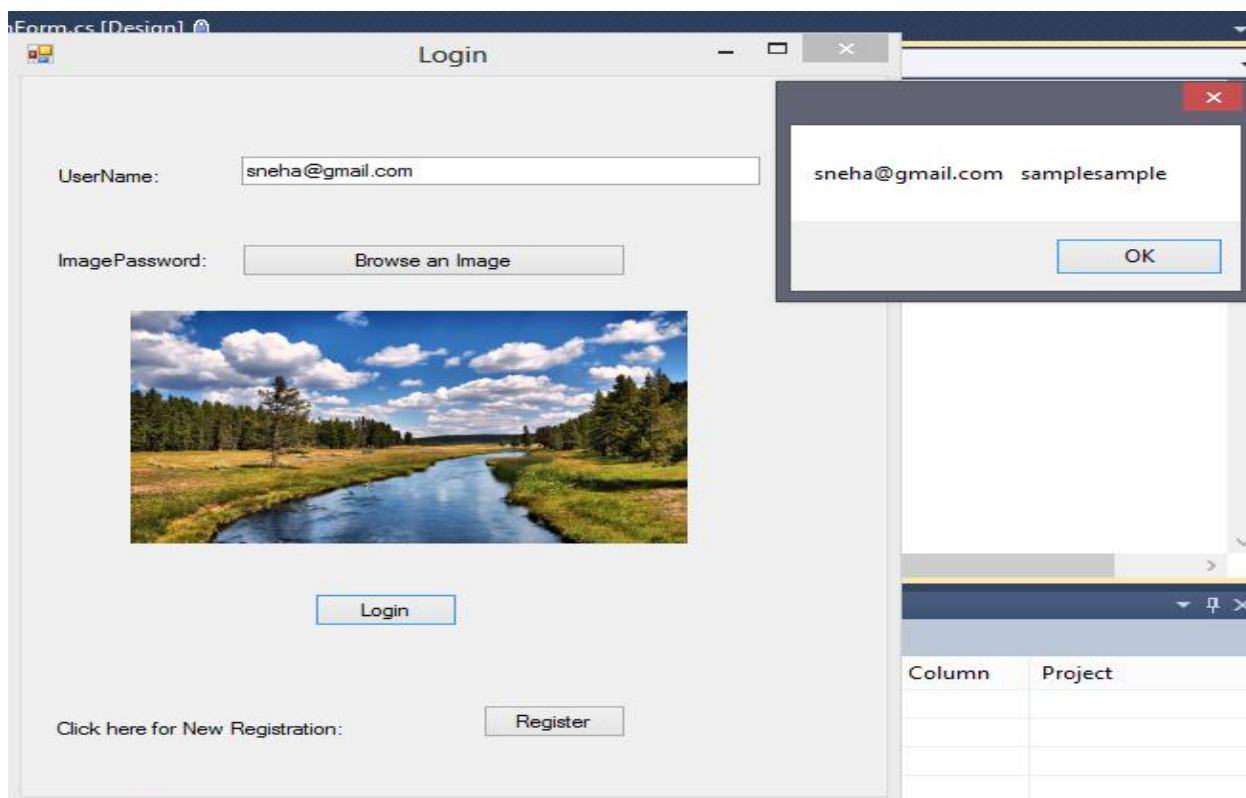 nForm.cs [Design]
Login
UserName:
sneha@gmail.com
sneha@gmail.com samplesample
OK
ImagePassword:
Browse an Image
Login
Click here for New Registration:
Register
Column Project